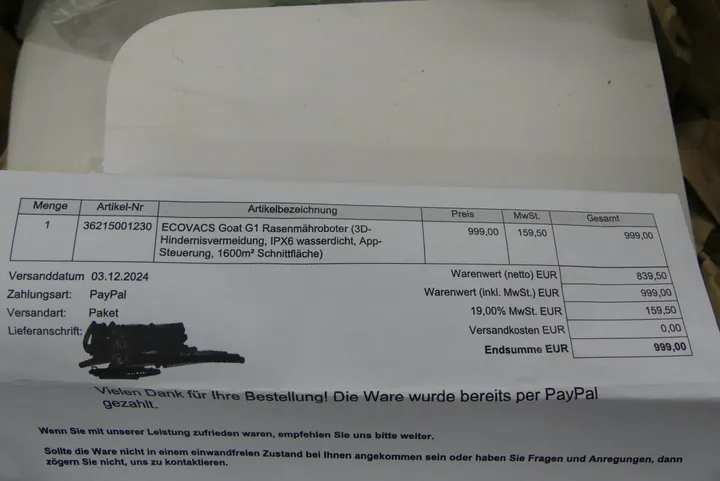 Menge Artikel-Nr Artikelbezeichnung Preis MwSt. Gesamt
1 36215001230 ECOVACS Goat G1 Rasenmähroboter (3D- 999,00 159,50 999,00
Hindernisvermeidung, IPX6 wasserdicht, App-
Steuerung, 1600m² Schnittfläche)
Versanddatum 03.12.2024
Zahlungsart: PayPal
Versandart: Paket
Lieferanschrift:
Warenwert (netto) EUR 839,50
Warenwert (inkl. MwSt.) EUR 999,00
19,00% MwSt. EUR 159,50
Versandkosten EUR 0,00
Endsumme EUR 999,00
Vielen Dank für Ihre Bestellung! Die Ware wurde bereits per PayPal
gezahlt.
Wenn Sie mit unserer Leistung zufrieden waren, empfehlen Sie uns bitte weiter.
Sollte die Ware nicht in einem einwandfreien Zustand bei Ihnen angekommen sein oder haben Sie Fragen und Anregungen, dann
zögern Sie nicht, uns zu kontaktieren.